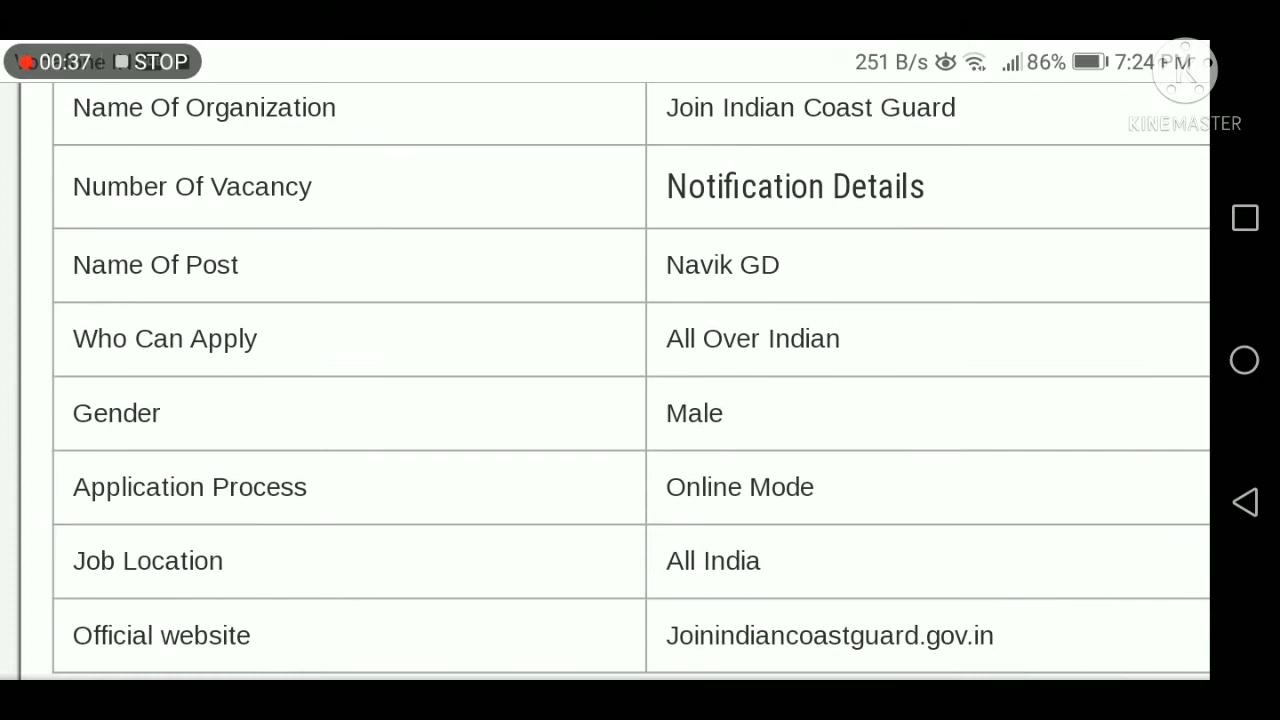 00:37 STOP 251 B/s 86% 7:24 PM
KINEMASTER
Name Of Organization Join Indian Coast Guard
Number Of Vacancy Notification Details
Name Of Post Navik GD
Who Can Apply All Over Indian
Gender Male
Application Process Online Mode
Job Location All India
Official website Joinindiancoastguard.gov.in